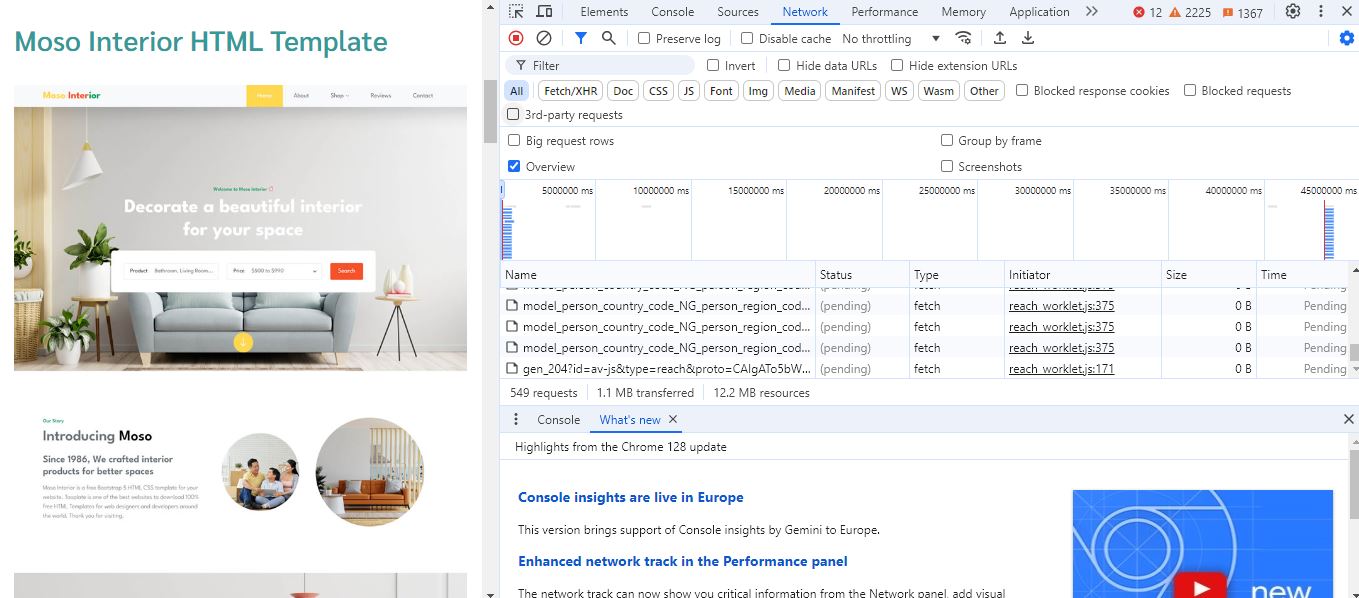 Moso Interior HTML Template
Moso Interior
Home About Shop Reviews Contact
Welcome to Moso Interior
Decorate a beautiful interior
for your space
Product Bathroom, Living Room... Price $500 to $990 Search
Our Story
Introducing Moso
Since 1986, We crafted interior
products for better spaces
Moso Interior is a free Bootstrap 5 HTML CSS template for your
website. Tooplate is one of the best websites to download 100%
free HTML Templates for web designers and developers around
the world. Thank you for visiting.
Elements Console Sources Network Performance Memory Application 12 2225 1367
Preserve log Disable cache No throttling
Filter Invert Hide data URLs Hide extension URLs
All Fetch/XHR Doc CSS JS Font Img Media Manifest WS Wasm Other Blocked response cookies Blocked requests
3rd-party requests
Big request rows Group by frame
Overview Screenshots
5000000 ms 10000000 ms 15000000 ms 20000000 ms 25000000 ms 30000000 ms 35000000 ms 40000000 ms 45000000 ms
Name Status Type Initiator Size Time
model_person_country_code_NG_person_region_cod... (pending) fetch reach_worklet.js:375 0 B Pending
model_person_country_code_NG_person_region_cod... (pending) fetch reach_worklet.js:375 0 B Pending
model_person_country_code_NG_person_region_cod... (pending) fetch reach_worklet.js:375 0 B Pending
model_person_country_code_NG_person_region_cod... (pending) fetch reach_worklet.js:375 0 B Pending
gen_204?id=av-js&type=reach&proto=CAIgATo5bW... (pending) fetch reach_worklet.js:171 0 B Pending
549 requests 1.1 MB transferred 12.2 MB resources
Console What's new
Highlights from the Chrome 128 update
Console insights are live in Europe
This version brings support of Console insights by Gemini to Europe.
Enhanced network track in the Performance panel
The network track can now show you critical information from the Network panel, add visual
new